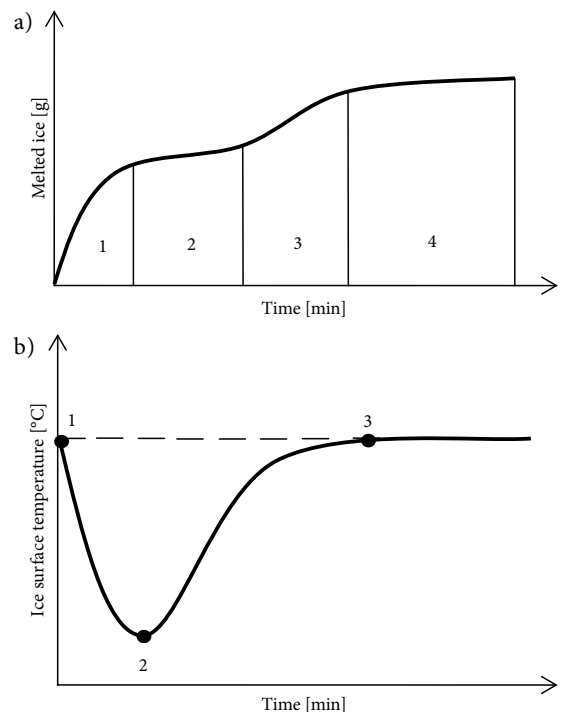 a)
Melted ice [g]
1
2
3
4
Time [min]
b)
Ice surface temperature [°C]
1
3
2
Time [min]